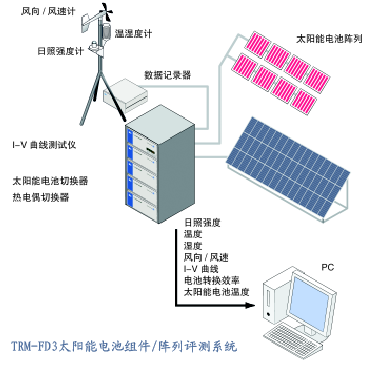 风向/风速计
温湿度计
日照强度计
太阳能电池阵列
数据记录器
I-V 曲线测试仪
太阳能电池切换器
热电偶切换器
日照强度
温度
湿度
风向/风速
I-V 曲线
电池转换效率
太阳能电池温度
PC
TRM-FD3太阳能电池组件/阵列评测系统